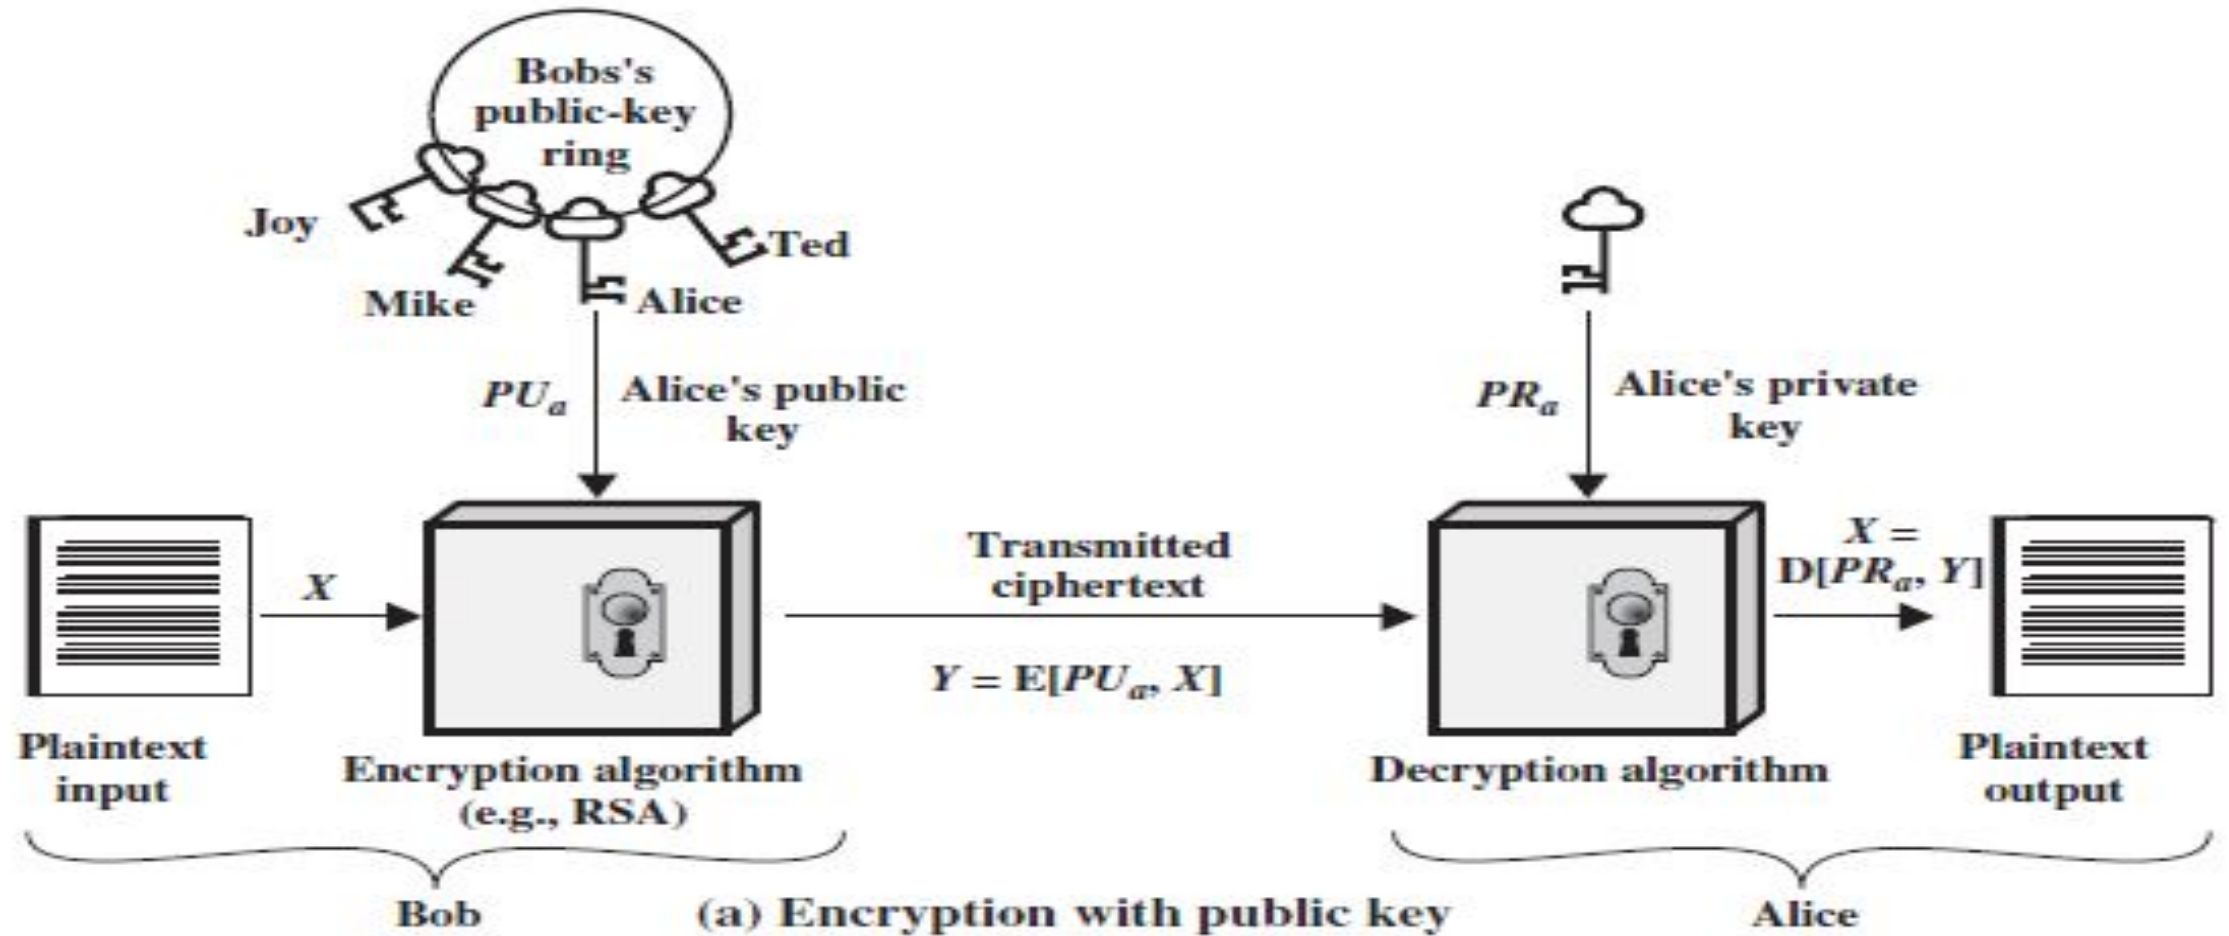 Bobs's
public-key
ring
Joy
Ted
Mike
Alice
PUa
Alice's public
key
PRa
Alice's private
key
X
Transmitted
ciphertext
Y = E[PUa, X]
X =
D[PRa, Y]
Plaintext
input
Encryption algorithm
(e.g., RSA)
Decryption algorithm
Plaintext
output
Bob
(a) Encryption with public key
Alice